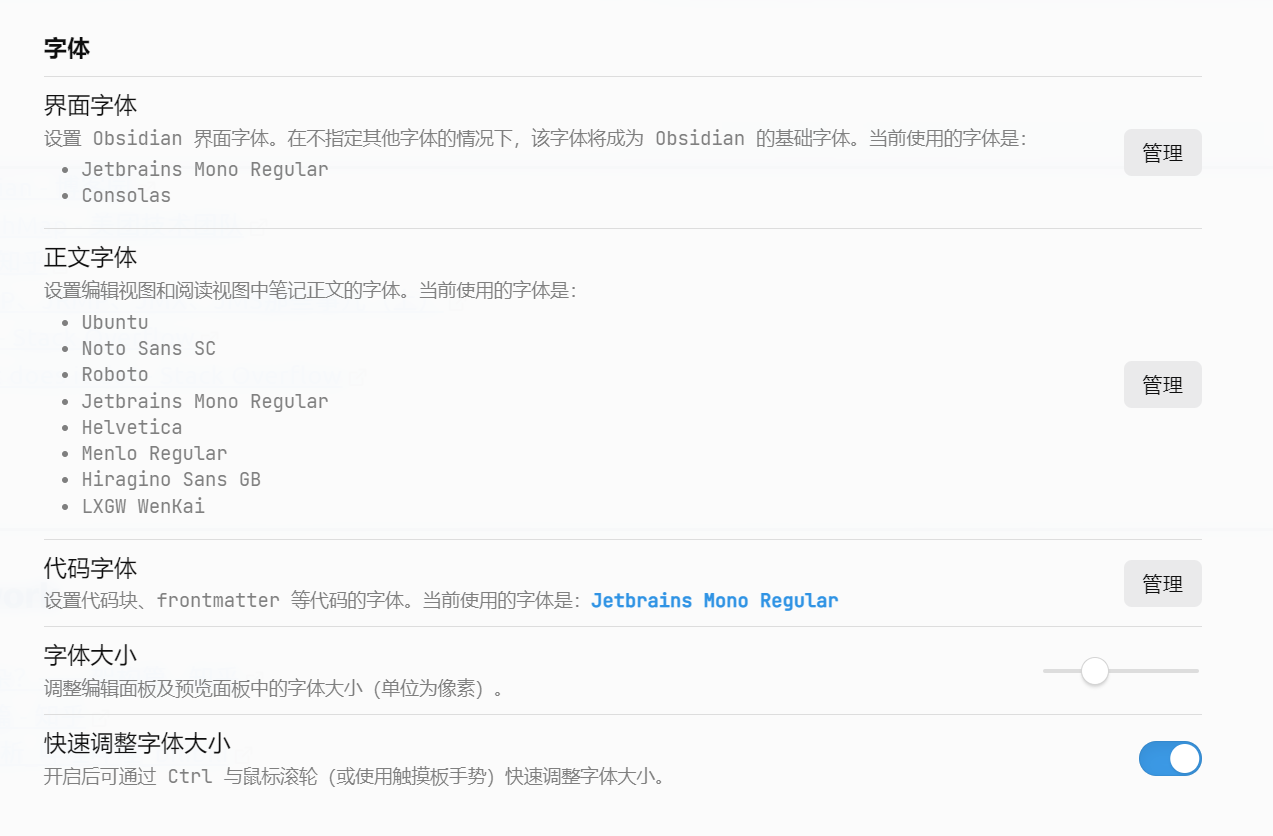 字体
界面字体
设置 Obsidian 界面字体。在不指定其他字体的情况下，该字体将成为 Obsidian 的基础字体。当前使用的字体是：
管理
• Jetbrains Mono Regular
• Consolas
正文字体
设置编辑视图和阅读视图中笔记正文的字体。当前使用的字体是：
• Ubuntu
• Noto Sans SC
• Roboto
管理
• Jetbrains Mono Regular
• Helvetica
• Menlo Regular
• Hiragino Sans GB
• LXGW WenKai
代码字体
管理
设置代码块、frontmatter 等代码的字体。当前使用的字体是：Jetbrains Mono Regular
字体大小
调整编辑面板及预览面板中的字体大小（单位为像素）。
快速调整字体大小
开启后可通过 Ctrl 与鼠标滚轮（或使用触摸板手势）快速调整字体大小。